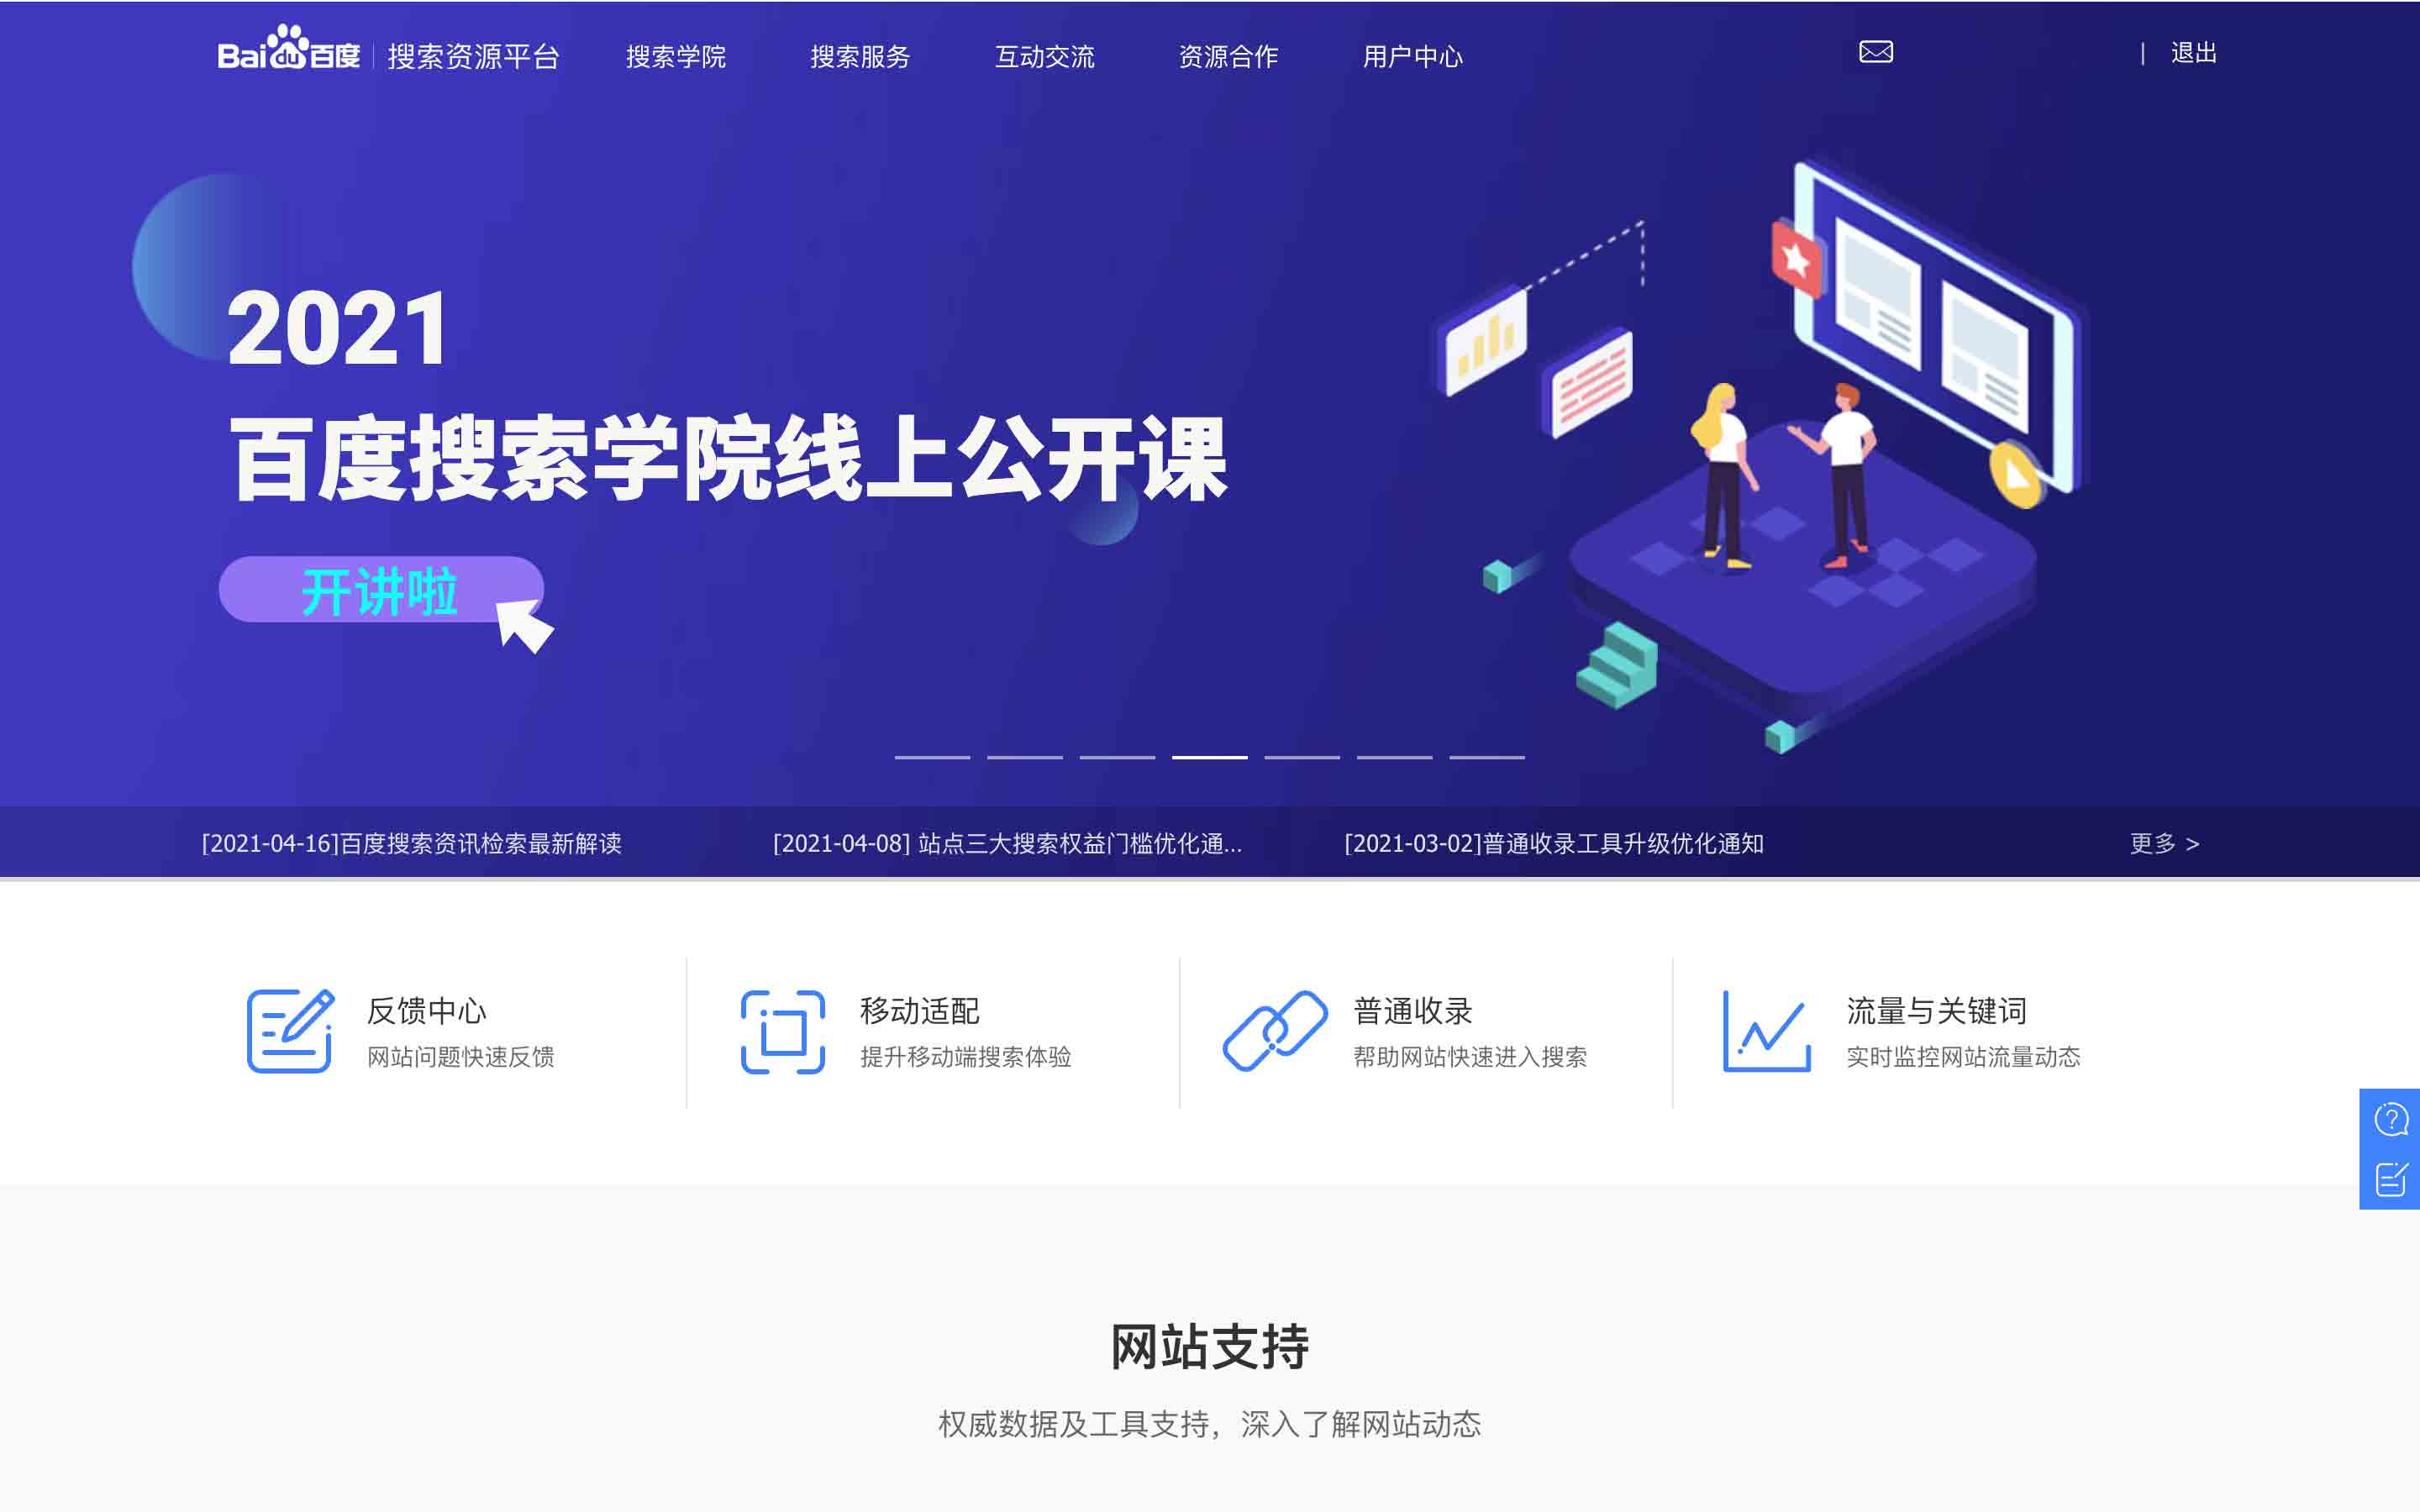 Bai du 百度 | 搜索资源平台 搜索学院 搜索服务 互动交流 资源合作 用户中心 | 退出
2021
百度搜索学院线上公开课
开讲啦
[2021-04-16]百度搜索资讯检索最新解读 [2021-04-08] 站点三大搜索权益门槛优化通... [2021-03-02]普通收录工具升级优化通知 更多 >
反馈中心 移动适配 普通收录 流量与关键词
网站问题快速反馈 提升移动端搜索体验 帮助网站快速进入搜索 实时监控网站流量动态
网站支持
权威数据及工具支持，深入了解网站动态